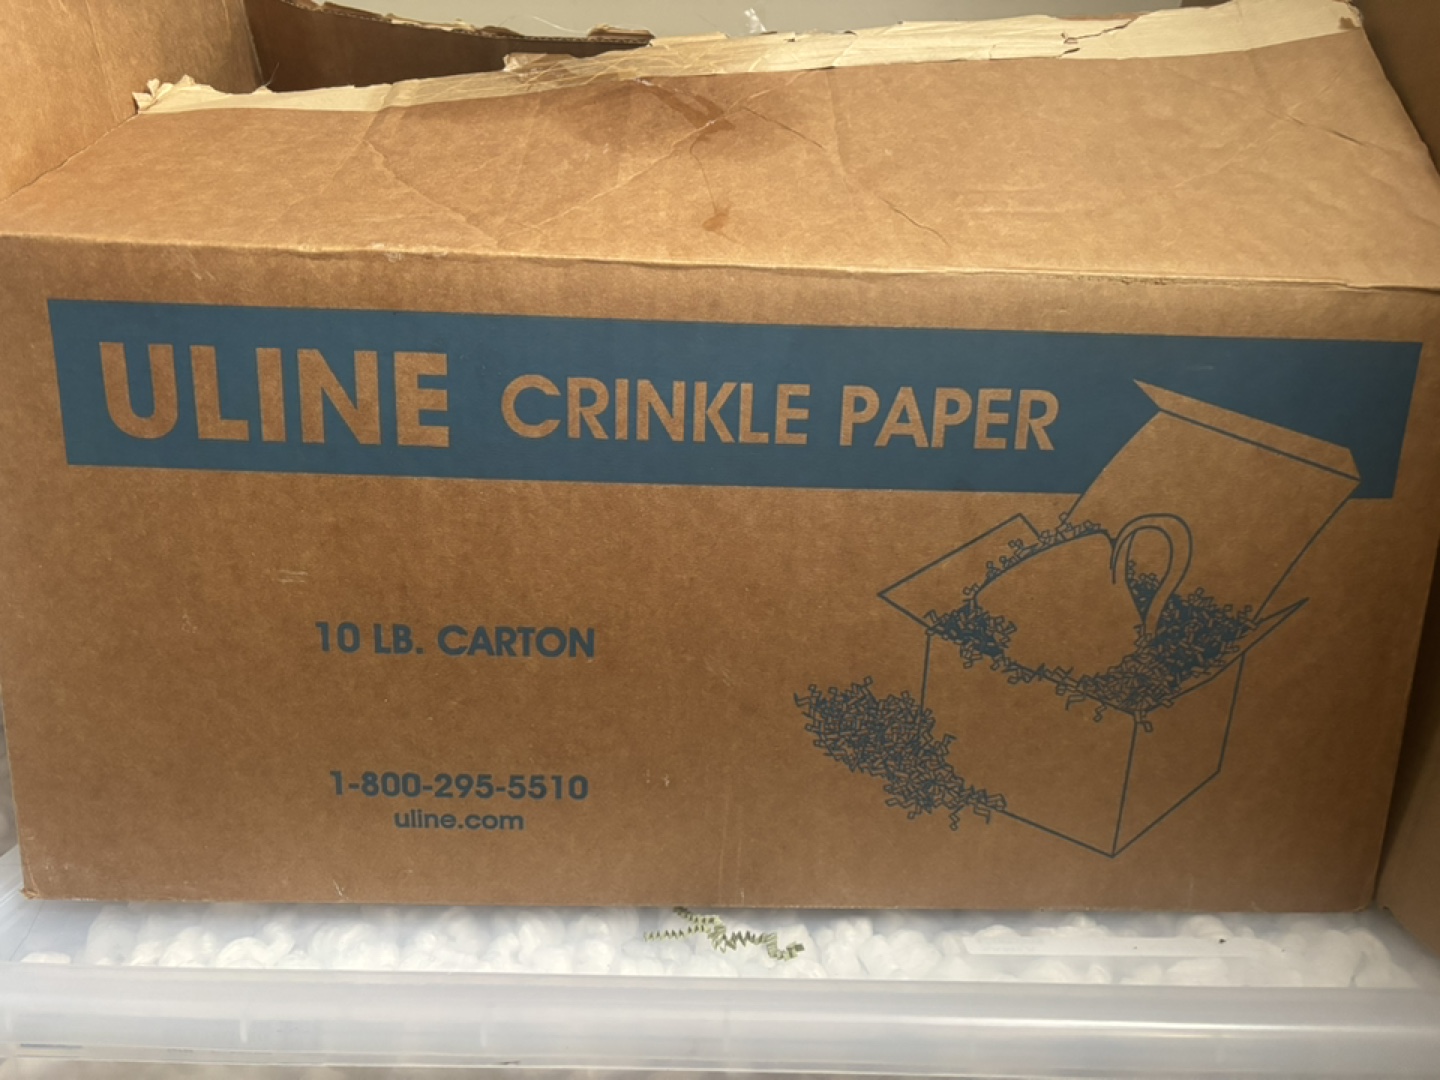 ULINE CRINKLE PAPER
10 LB. CARTON
1-800-295-5510
uline.com